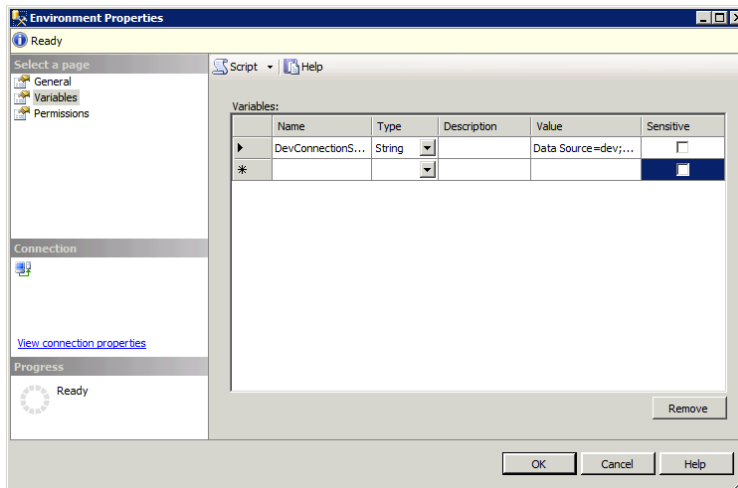 Environment Properties
Ready
Select a page
General
Variables
Permissions
Script
Help
Variables:
Name Type Description Value Sensitive
DevConnectionS... String Data Source=dev;...
Connection
View connection properties
Progress
Ready
Remove
OK Cancel Help